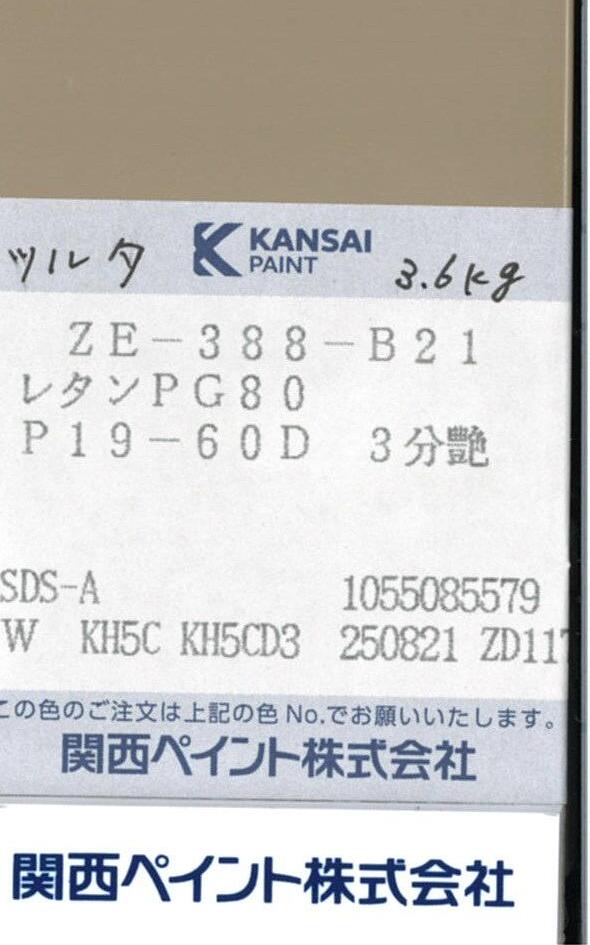 ツルタ
KANSAI
PAINT
3.6kg
ZE-388-B21
レタンPG80
P19-60D 3分艶
SDS-A 1055085579
W KH5C KH5CD3 250821 ZD117
この色のご注文は上記の色No.でお願いいたします。
関西ペイント株式会社
関西ペイント株式会社